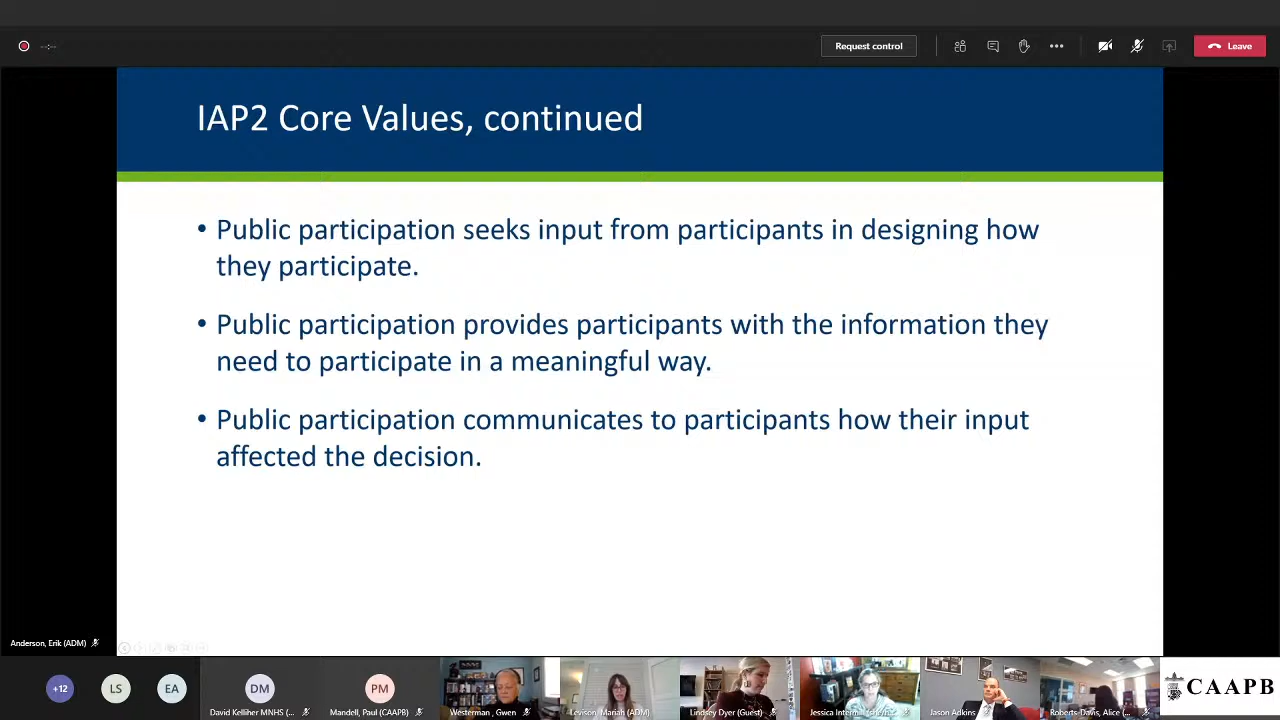 --:--
Request control
Leave
IAP2 Core Values, continued
• Public participation seeks input from participants in designing how
they participate.
• Public participation provides participants with the information they
need to participate in a meaningful way.
• Public participation communicates to participants how their input
affected the decision.
Anderson, Erik (ADM)
+12
LS
EA
DM
PM
David Kelliher MNHS (...
Mandell, Paul (CAAPB)
Westerman , Gwen
Levison, Mariah (ADM)
Lindsey Dyer (Guest)
Jessica Intermill (she/
Jason Adkins
Roberts-Davis, Alice (...
CAAPB